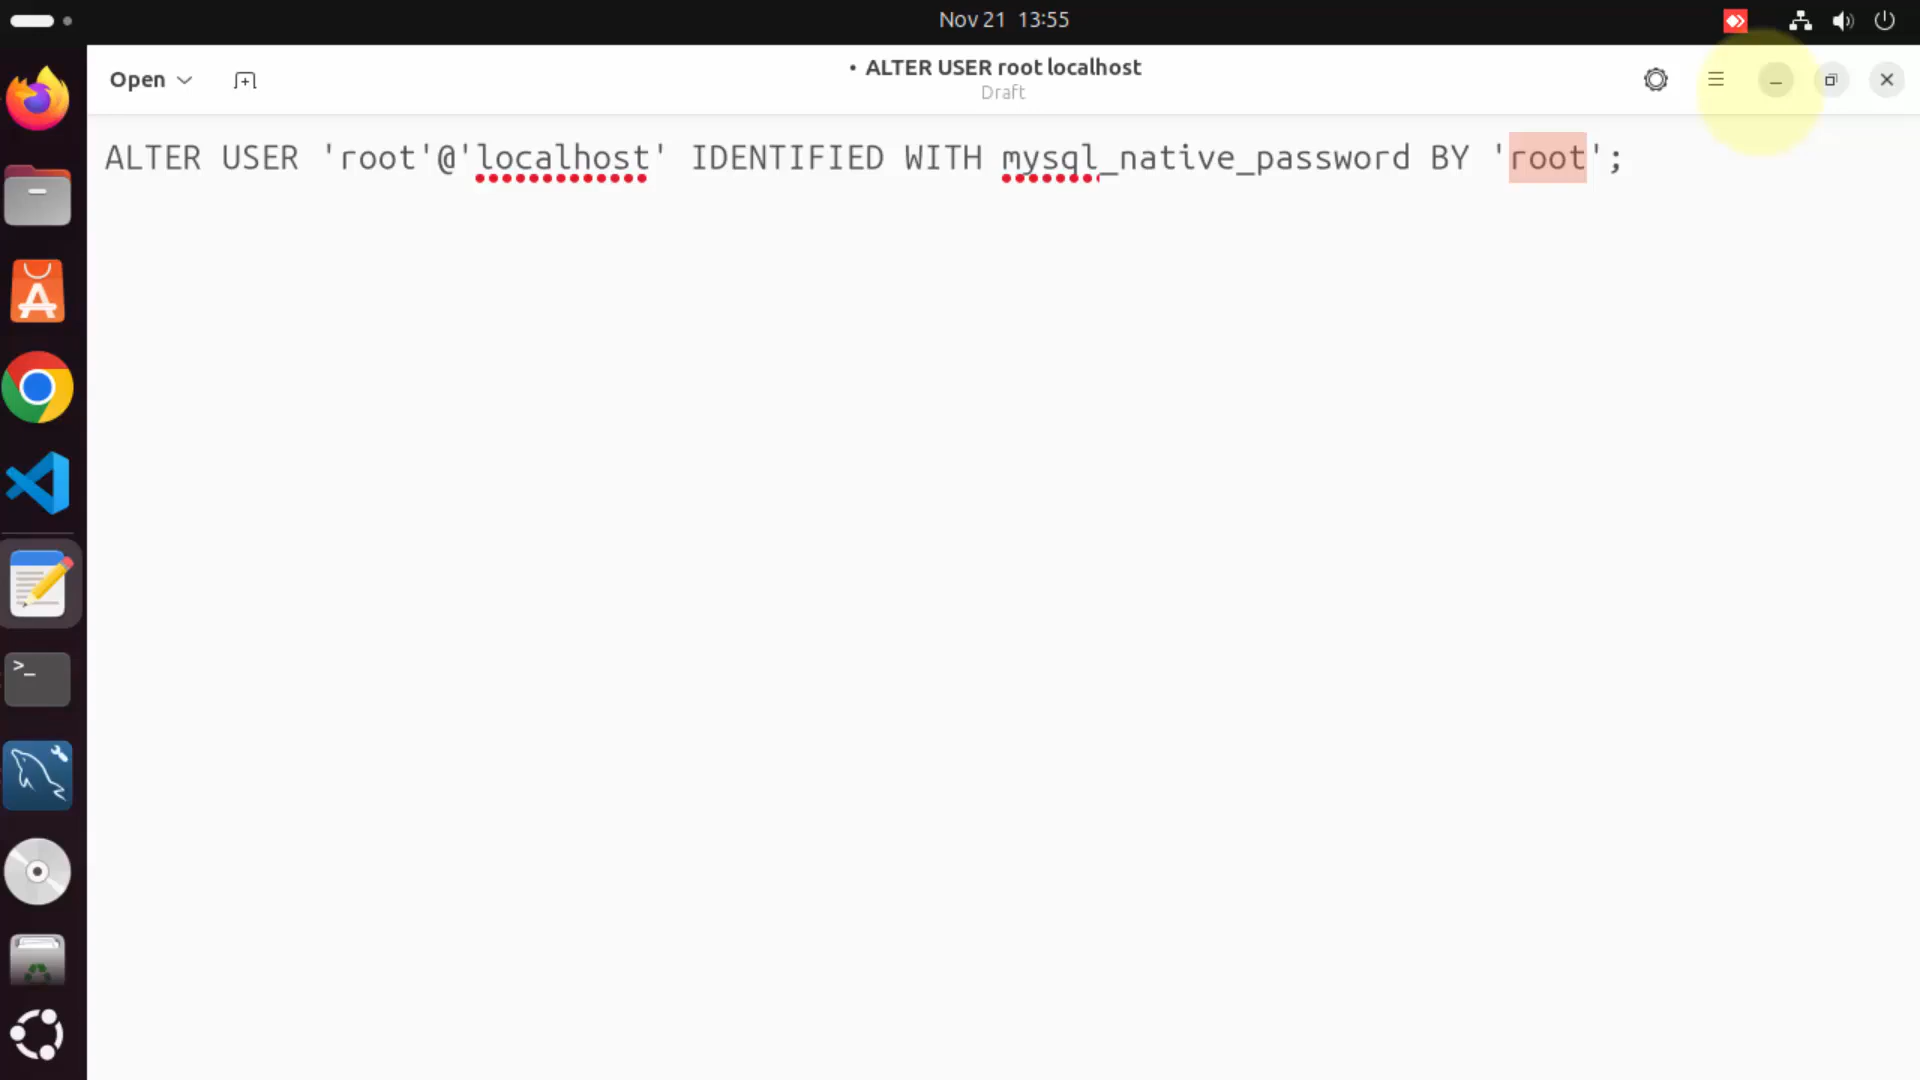 Nov 21 13:55
Open
• ALTER USER root localhost
Draft
ALTER USER 'root'@'localhost' IDENTIFIED WITH mysql_native_password BY 'root';